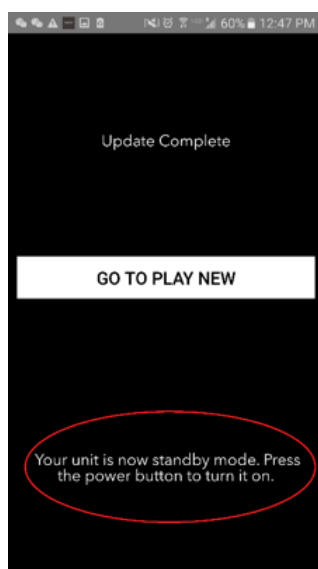 60% 12:47 PM
Update Complete
GO TO PLAY NEW
Your unit is now standby mode. Press
the power button to turn it on.